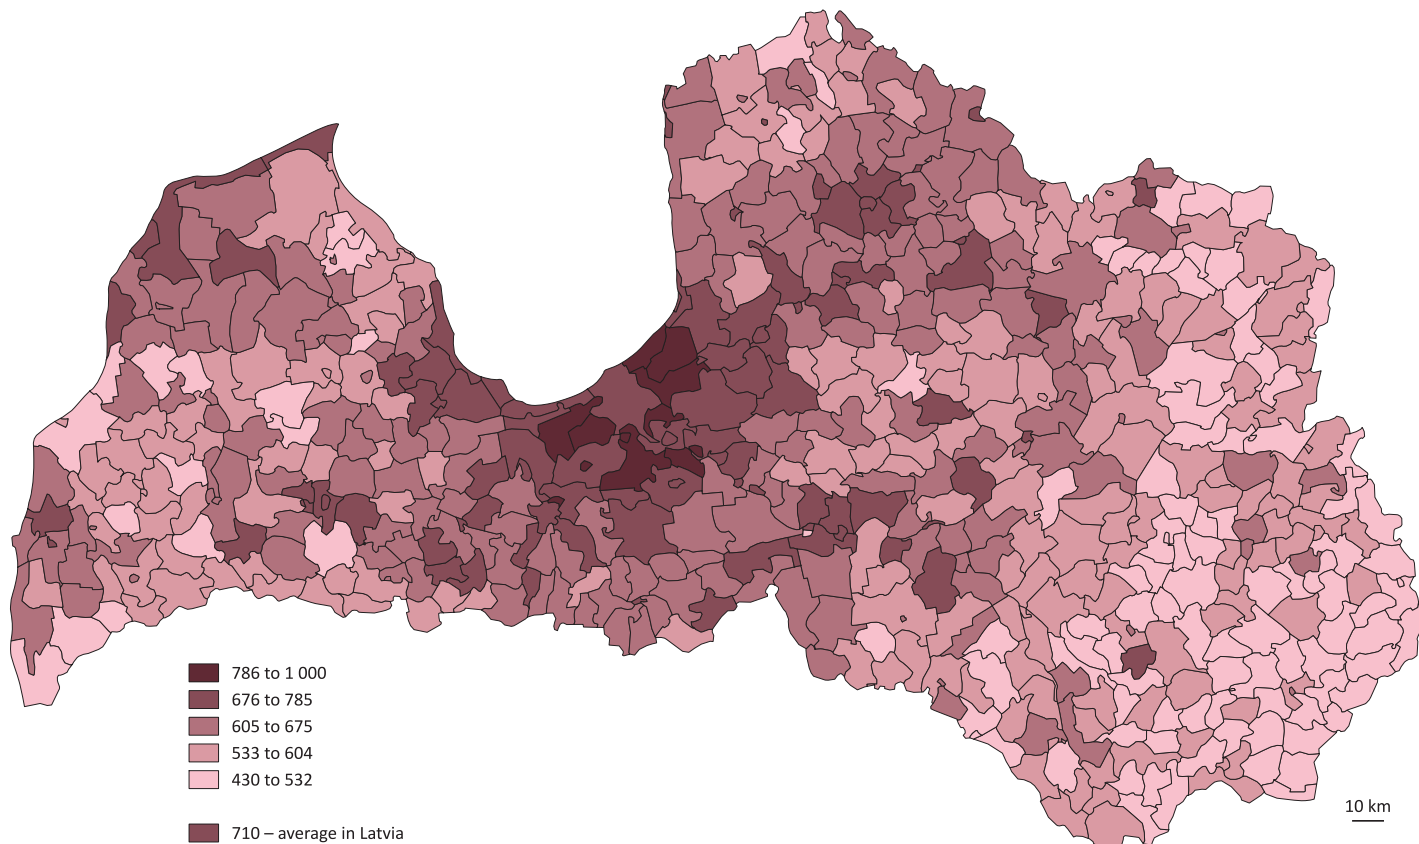 786 to 1 000
676 to 785
605 to 675
533 to 604
430 to 532
710 – average in Latvia
10 km